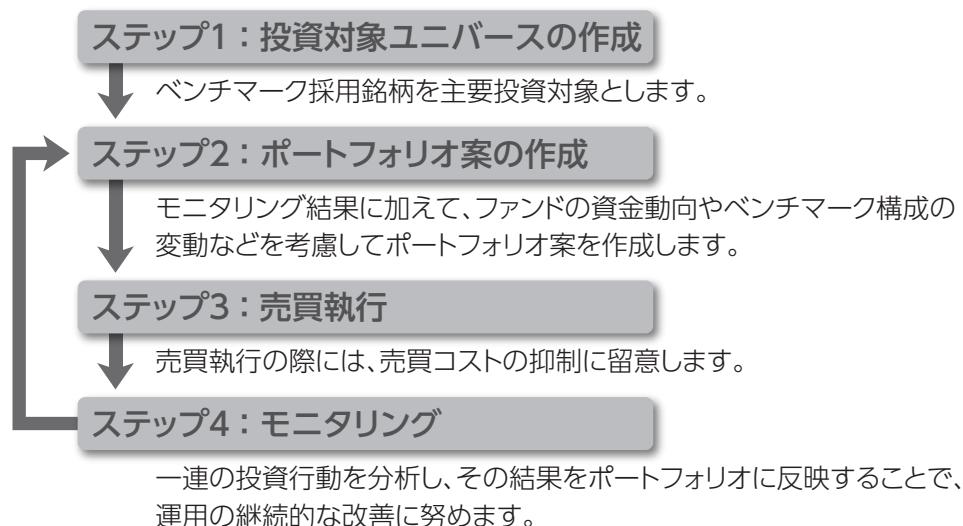 ステップ1：投資対象ユニバースの作成
ベンチマーク採用銘柄を主要投資対象とします。
ステップ2：ポートフォリオ案の作成
モニタリング結果に加えて、ファンドの資金動向やベンチマーク構成の
変動などを考慮してポートフォリオ案を作成します。
ステップ3：売買執行
売買執行の際には、売買コストの抑制に留意します。
ステップ4：モニタリング
一連の投資行動を分析し、その結果をポートフォリオに反映することで、
運用の継続的な改善に努めます。